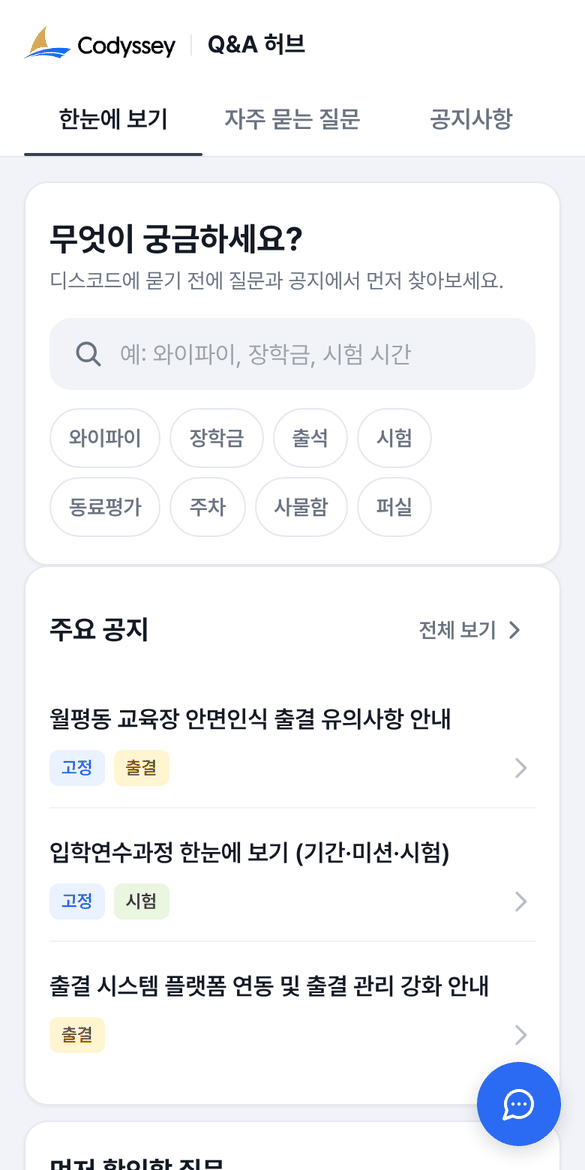 Codyssey
Q&A 허브
한눈에 보기
자주 묻는 질문
공지사항
무엇이 궁금하세요?
디스코드에 묻기 전에 질문과 공지에서 먼저 찾아보세요.
예: 와이파이, 장학금, 시험 시간
와이파이
장학금
출석
시험
동료평가
주차
사물함
퍼실
주요 공지
전체 보기
월평동 교육장 안면인식 출결 유의사항 안내
고정
출결
입학연수과정 한눈에 보기 (기간·미션·시험)
고정
시험
출결 시스템 플랫폼 연동 및 출결 관리 강화 안내
출결
먼저 확인할 질문